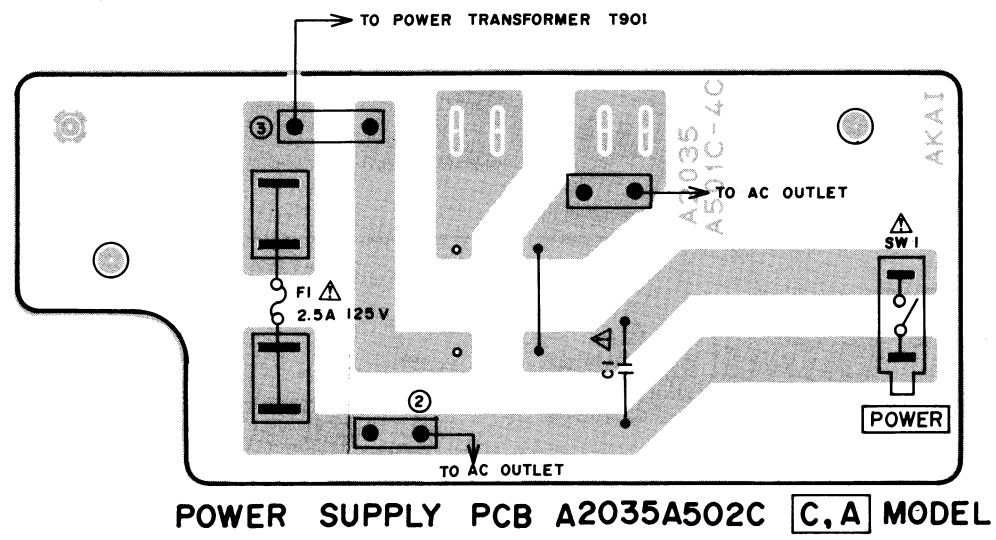 TO POWER TRANSFORMER T901
③
A2035
A501C-4C
AKAI
TO AC OUTLET
SW1
F1
2.5A 125V
C1
②
POWER
TO AC OUTLET
POWER SUPPLY PCB A2035A502C C, A MODEL